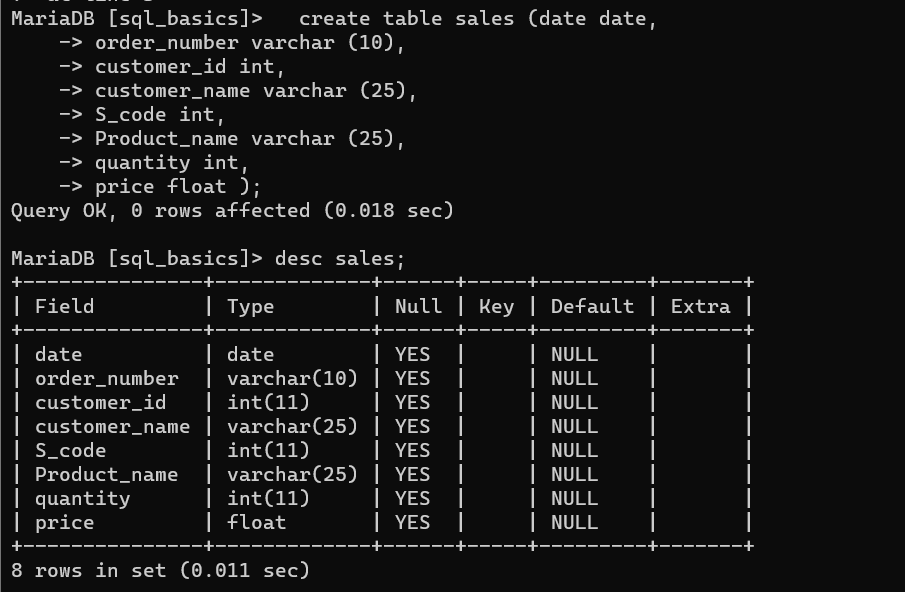 MariaDB [sql_basics]>   create table sales (date date,
    -> order_number varchar (10),
    -> customer_id int,
    -> customer_name varchar (25),
    -> S_code int,
    -> Product_name varchar (25),
    -> quantity int,
    -> price float );
Query OK, 0 rows affected (0.018 sec)

MariaDB [sql_basics]> desc sales;
+---------------+-------------+------+-----+---------+-------+
| Field         | Type        | Null | Key | Default | Extra |
+---------------+-------------+------+-----+---------+-------+
| date          | date        | YES  |     | NULL    |       |
| order_number  | varchar(10) | YES  |     | NULL    |       |
| customer_id   | int(11)     | YES  |     | NULL    |       |
| customer_name | varchar(25) | YES  |     | NULL    |       |
| S_code        | int(11)     | YES  |     | NULL    |       |
| Product_name  | varchar(25) | YES  |     | NULL    |       |
| quantity      | int(11)     | YES  |     | NULL    |       |
| price         | float       | YES  |     | NULL    |       |
+---------------+-------------+------+-----+---------+-------+
8 rows in set (0.011 sec)